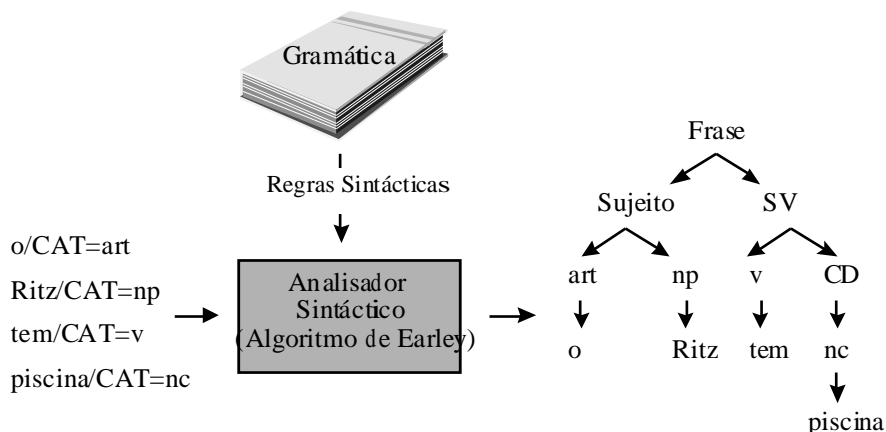 Gramática
Regras Sintácticas
o/CAT=art
Ritz/CAT=np
tem/CAT=v
piscina/CAT=nc
Analisador
Sintáctico
(Algoritmo de Earley)
Frase
Sujeito SV
art np v CD
o Ritz tem nc
piscina